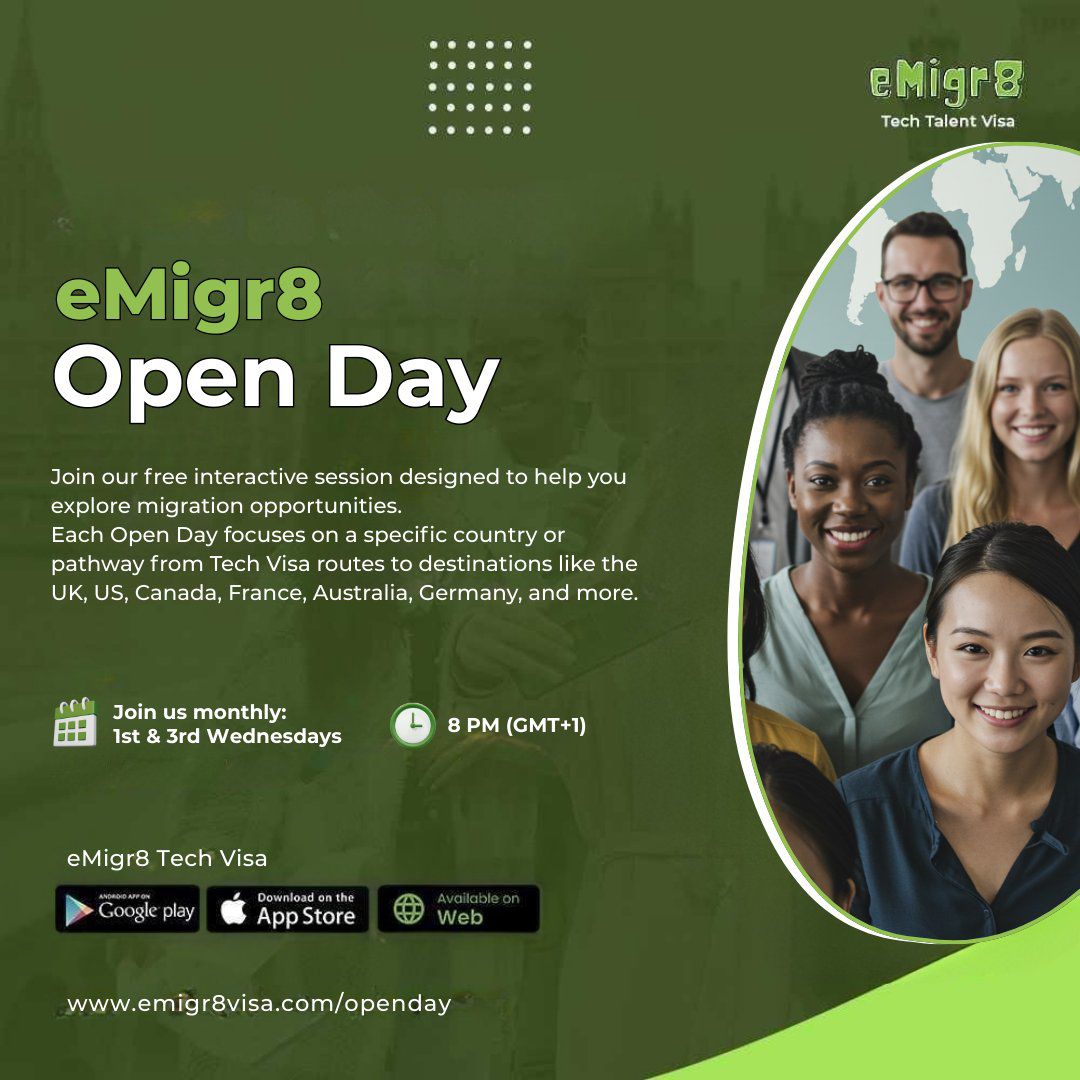 eMigr8
Tech Talent Visa
eMigr8
Open Day
Join our free interactive session designed to help you
explore migration opportunities.
Each Open Day focuses on a specific country or
pathway from Tech Visa routes to destinations like the
UK, US, Canada, France, Australia, Germany, and more.
Join us monthly:
1st & 3rd Wednesdays
8 PM (GMT+1)
eMigr8 Tech Visa
ANDROID APP ON
Google play
Download on the
App Store
Available on
Web
www.emigr8visa.com/openday